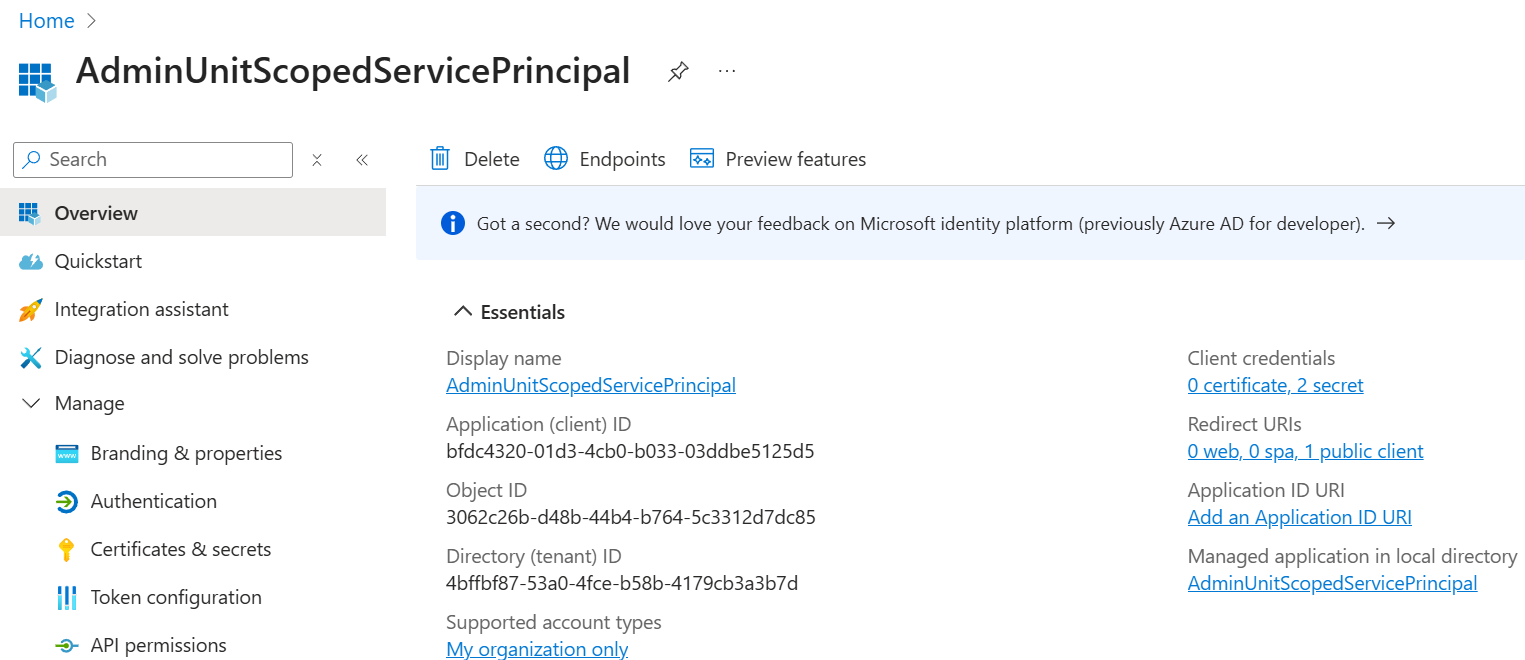 Home
AdminUnitScopedServicePrincipal
Search
Delete Endpoints Preview features
Overview
Got a second? We would love your feedback on Microsoft identity platform (previously Azure AD for developer).
Quickstart
Integration assistant
Diagnose and solve problems
Manage
Branding & properties
Authentication
Certificates & secrets
Token configuration
API permissions
Essentials
Display name
AdminUnitScopedServicePrincipal
Application (client) ID
bfdc4320-01d3-4cb0-b033-03ddbe5125d5
Object ID
3062c26b-d48b-44b4-b764-5c3312d7dc85
Directory (tenant) ID
4bffbf87-53a0-4fce-b58b-4179cb3a3b7d
Supported account types
My organization only
Client credentials
0 certificate, 2 secret
Redirect URIs
0 web, 0 spa, 1 public client
Application ID URI
Add an Application ID URI
Managed application in local directory
AdminUnitScopedServicePrincipal